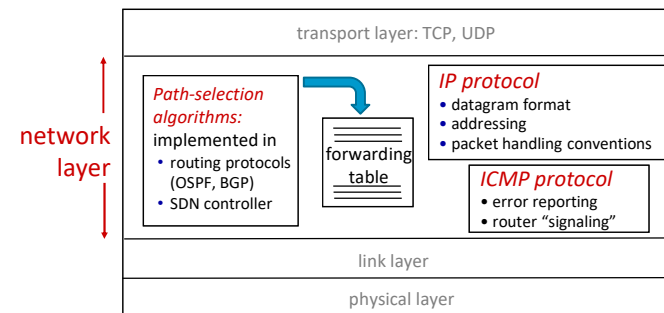 transport layer: TCP, UDP
network
layer
Path-selection
algorithms:
implemented in
• routing protocols
(OSPF, BGP)
• SDN controller
forwarding
table
IP protocol
• datagram format
• addressing
• packet handling conventions
ICMP protocol
• error reporting
• router “signaling”
link layer
physical layer